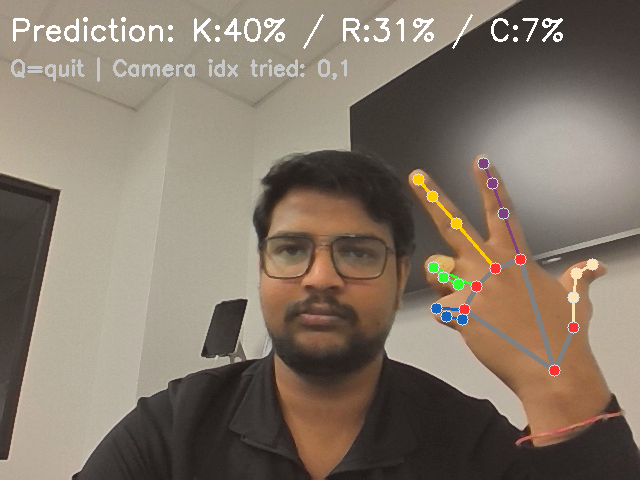 Prediction: K:40% / R:31% / C:7%
Q=quit | Camera idx tried: 0,1